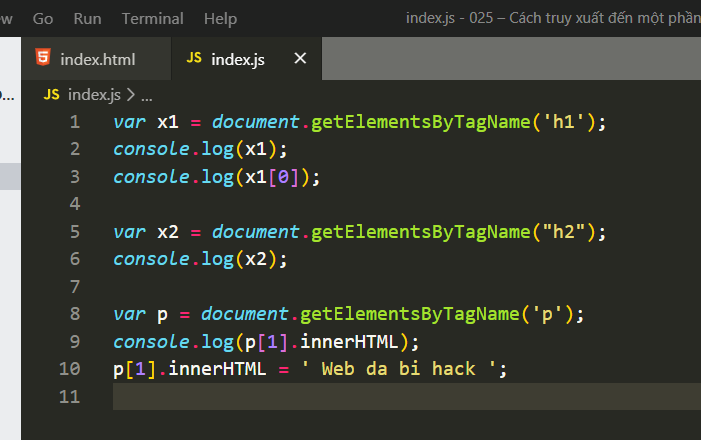 Go Run Terminal Help index.js - 025 – Cách truy xuất đến một phần
index.html JS index.js ×
JS index.js > ...
1 var x1 = document.getElementsByTagName('h1');
2 console.log(x1);
3 console.log(x1[0]);
4
5 var x2 = document.getElementsByTagName("h2");
6 console.log(x2);
7
8 var p = document.getElementsByTagName('p');
9 console.log(p[1].innerHTML);
10 p[1].innerHTML = ' Web da bi hack ';
11